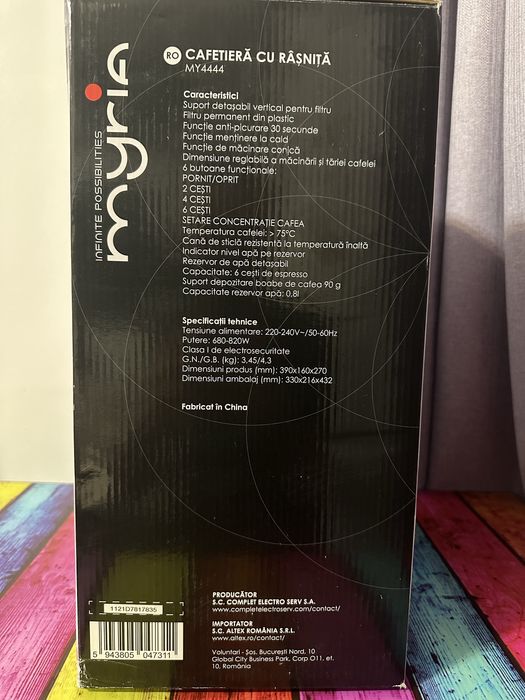 myria
INFINITE POSSIBILITIES
RO CAFETIERĂ CU RÂȘNIȚĂ
MY4444
Caracteristici
Suport detașabil vertical pentru filtru
Filtru permanent din plastic
Funcție anti-picurare 30 secunde
Funcție menținere la cald
Funcție de măcinare conică
Dimensiune reglabilă a măcinării și tăriei cafelei
6 butoane funcționale:
PORNIT/OPRIT
2 CEȘTI
4 CEȘTI
6 CEȘTI
SETARE CONCENTRAȚIE CAFEA
Temperatura cafelei: > 75°C
Cană de sticlă rezistentă la temperatură înaltă
Indicator nivel apă pe rezervor
Rezervor de apă detașabil
Capacitate: 6 cești de espresso
Suport depozitare boabe de cafea 90 g
Capacitate rezervor apă: 0,8l
Specificații tehnice
Tensiune alimentare: 220-240V~/50-60Hz
Putere: 680-820W
Clasa I de electrosecuritate
G.N./G.B. (kg): 3,45/4,3
Dimensiuni produs (mm): 390x160x270
Dimensiuni ambalaj (mm): 330x216x432
Fabricat în China
PRODUCĂTOR
S.C. COMPLET ELECTRO SERV S.A.
www.completelectroserv.com/contact/
IMPORTATOR
S.C. ALTEX ROMÂNIA S.R.L.
www.altex.ro/contact/
Voluntari - Șos. București Nord, 10
Global City Business Park, Corp O11, et.
10, România
1121D7817835
5 943805 047311